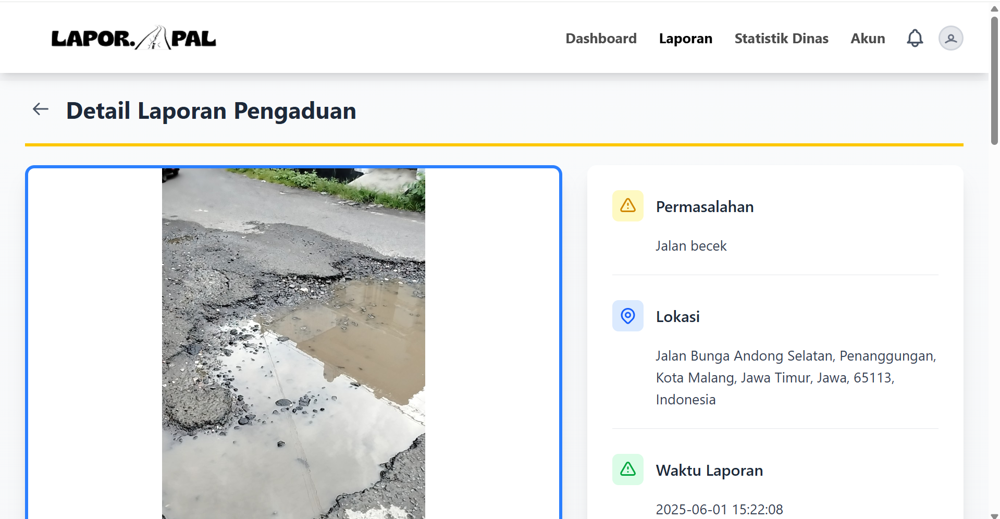 LAPOR. PAL
Dashboard
Laporan
Statistik Dinas
Akun
Detail Laporan Pengaduan
Permasalahan
Jalan becek
Lokasi
Jalan Bunga Andong Selatan, Penanggungan,
Kota Malang, Jawa Timur, Jawa, 65113,
Indonesia
Waktu Laporan
2025-06-01 15:22:08